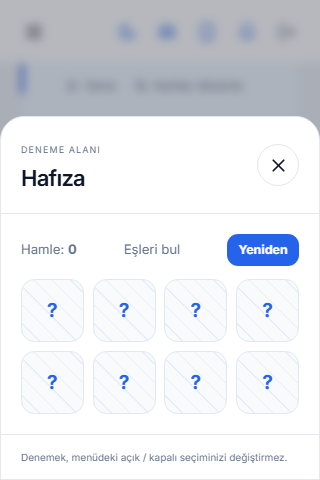 DENEME ALANI
Hafıza
Hamle: 0 Eşleri bul Yeniden
? ? ? ?
? ? ? ?
Denemek, menüdeki açık / kapalı seçiminizi değiştirmez.